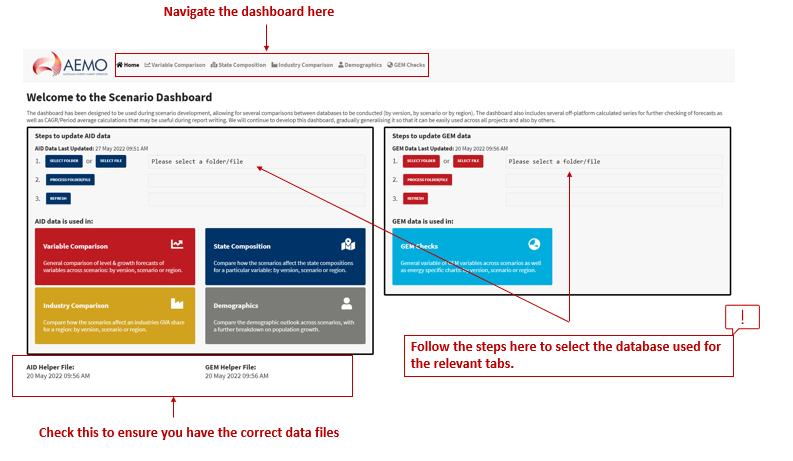 Navigate the dashboard here
AEMO
AUSTRALIAN ENERGY MARKET OPERATOR
Home Variable Comparison State Composition Industry Comparison Demographics GEM Checks
Welcome to the Scenario Dashboard
The dashboard has been designed to be used during scenario development, allowing for several comparisons between databases to be conducted (by version, by scenario or by region). The dashboard also includes several off-platform calculated series for further checking of forecasts as
well as CAGR/Period average calculations that may be useful during report writing. We will continue to develop this dashboard, gradually generalising it so that it can be easily used across all projects and also by others.
Steps to update AID data
AID Data Last Updated: 27 May 2022 09:51 AM
1. SELECT FOLDER or SELECT FILE Please select a folder/file
2. PROCESS FOLDER/FILE
3. REFRESH
AID data is used in:
Variable Comparison
General comparison of level & growth forecasts of
variables across scenarios: by version, scenario or region.
State Composition
Compare how the scenarios affect the state compositions
for a particular variable: by version, scenario or region.
Industry Comparison
Compare how the scenarios affect an industries GVA share
for a region: by version, scenario or region.
Demographics
Compare the demographic outlook across scenarios, with
a further breakdown on population growth.
Steps to update GEM data
GEM Data Last Updated: 20 May 2022 09:56 AM
1. SELECT FOLDER or SELECT FILE Please select a folder/file
2. PROCESS FOLDER/FILE
3. REFRESH
GEM data is used in:
GEM Checks
General variable of GEM variables across scenarios as well
as energy specific charts: by version, scenario or region.
!
Follow the steps here to select the database used for
the relevant tabs.
AID Helper File:
20 May 2022 09:56 AM
GEM Helper File:
20 May 2022 09:56 AM
Check this to ensure you have the correct data files